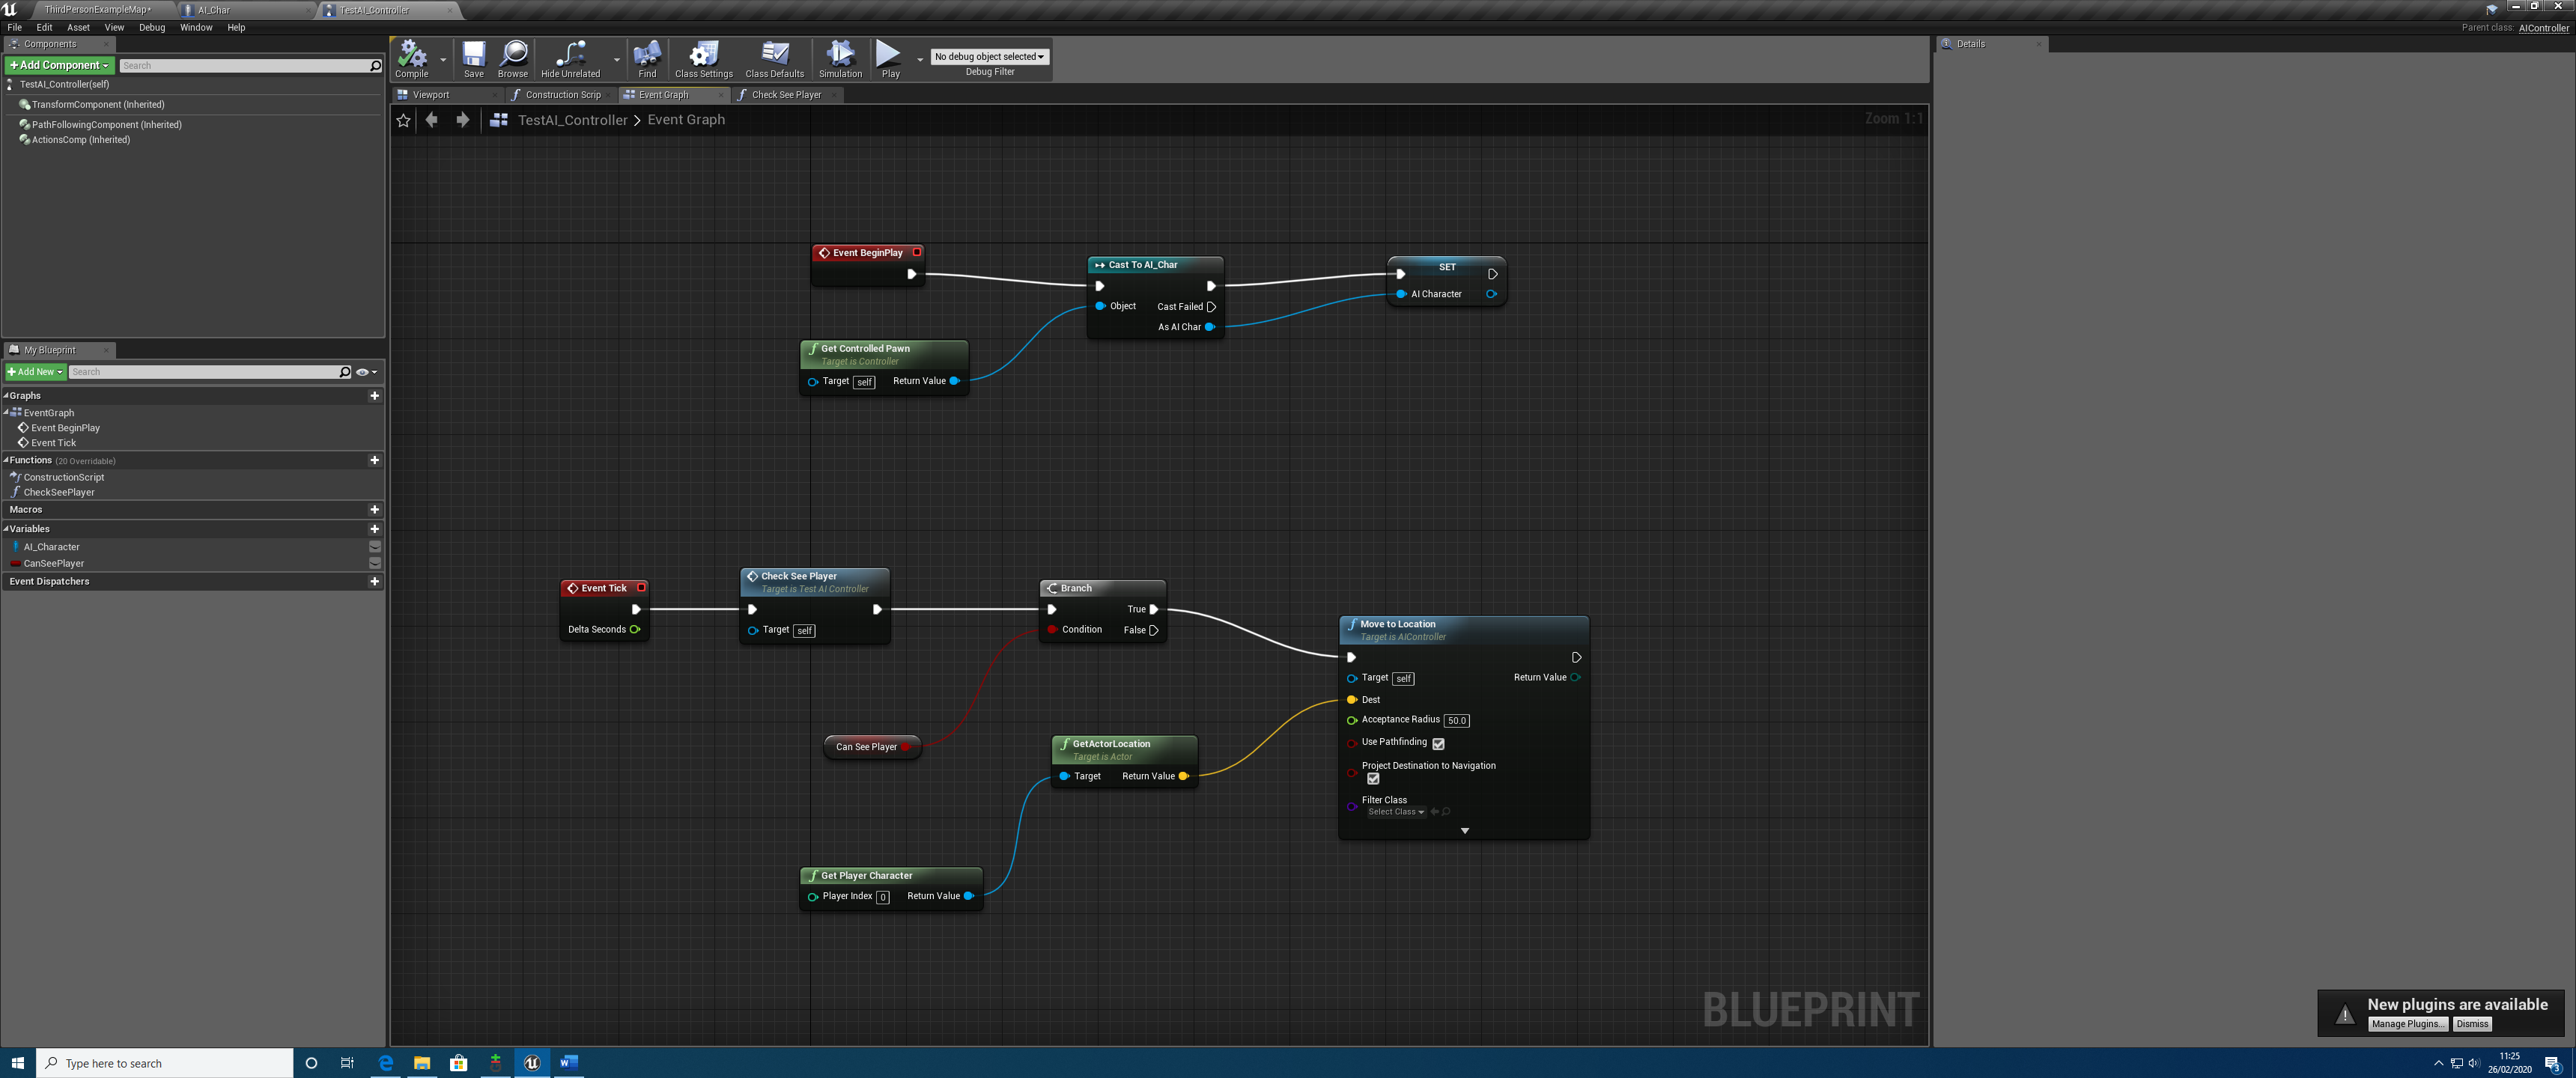 ThirdPersonExampleMap*
AI_Char
TestAI_Controller
File Edit Asset View Debug Window Help
Parent class: AIController
Components
+Add Component
Search
TestAI_Controller(self)
TransformComponent (Inherited)
PathFollowingComponent (Inherited)
ActionsComp (Inherited)
My Blueprint
+Add New
Search
Graphs
EventGraph
Event BeginPlay
Event Tick
Functions (20 Overridable)
ConstructionScript
CheckSeePlayer
Macros
Variables
AI_Character
CanSeePlayer
Event Dispatchers
Compile
Save
Browse
Hide Unrelated
Find
Class Settings
Class Defaults
Simulation
Play
No debug object selected
Debug Filter
Viewport
Construction Scrip
Event Graph
Check See Player
TestAI_Controller > Event Graph
Zoom 1:1
Event BeginPlay
Cast To AI_Char
Object
Cast Failed
As AI Char
SET
AI Character
Get Controlled Pawn
Target is Controller
Target self Return Value
Event Tick
Delta Seconds
Check See Player
Target is Test AI Controller
Target self
Branch
True
Condition False
Can See Player
GetActorLocation
Target is Actor
Target Return Value
Get Player Character
Player Index 0 Return Value
Move to Location
Target is AIController
Target self Return Value
Dest
Acceptance Radius 50.0
Use Pathfinding
Project Destination to Navigation
Filter Class
Select Class
BLUEPRINT
Details
New plugins are available
Manage Plugins... Dismiss
Type here to search
11:25
26/02/2020
3